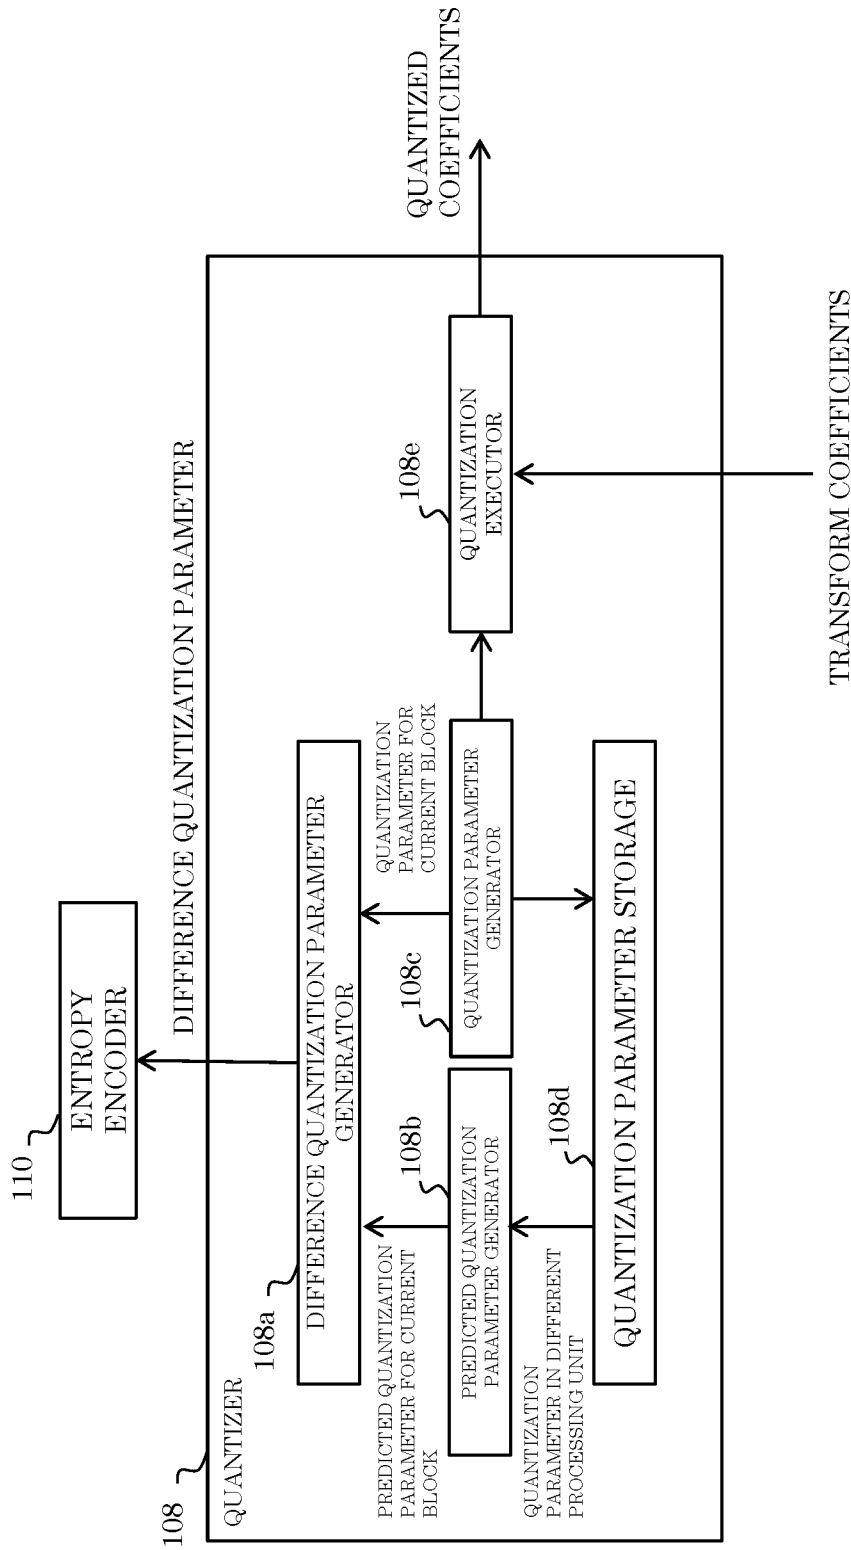 110
ENTROPY
ENCODER
DIFFERENCE QUANTIZATION PARAMETER
108
QUANTIZER
108a
DIFFERENCE QUANTIZATION PARAMETER
GENERATOR
PREDICTED QUANTIZATION
PARAMETER FOR CURRENT
BLOCK
QUANTIZATION
PARAMETER FOR
CURRENT BLOCK
108b
PREDICTED QUANTIZATION
PARAMETER GENERATOR
108c
QUANTIZATION PARAMETER
GENERATOR
108e
QUANTIZATION
EXECUTOR
QUANTIZED
COEFFICIENTS
QUANTIZATION
PARAMETER IN DIFFERENT
PROCESSING UNIT
108d
QUANTIZATION PARAMETER STORAGE
TRANSFORM COEFFICIENTS